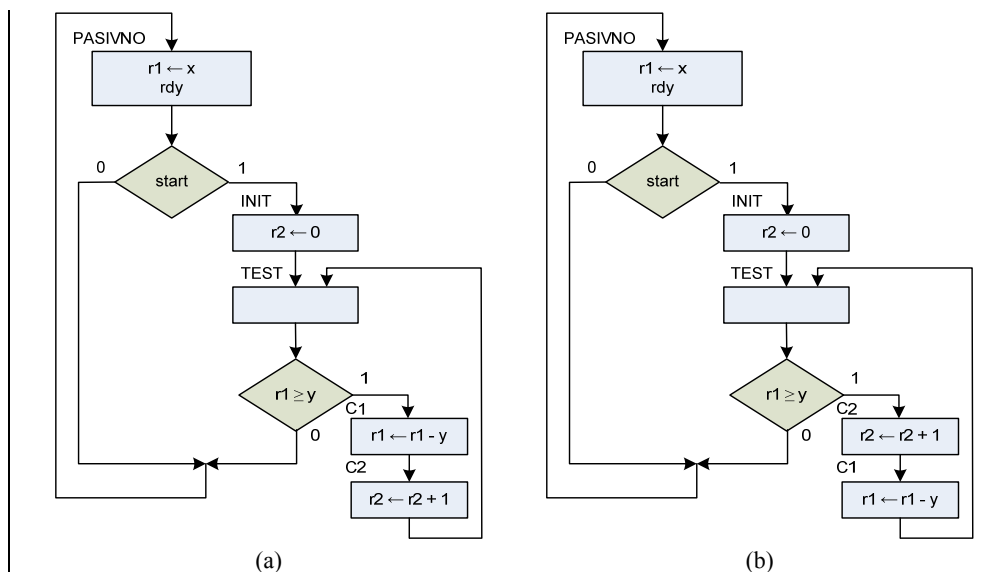 PASIVNO
r1 ← x
rdy
0
1
start
INIT
r2 ← 0
TEST
r1 ≥ y
1
0
C1
r1 ← r1 - y
C2
r2 ← r2 + 1
(a)
PASIVNO
r1 ← x
rdy
0
1
start
INIT
r2 ← 0
TEST
r1 ≥ y
1
0
C2
r2 ← r2 + 1
C1
r1 ← r1 - y
(b)